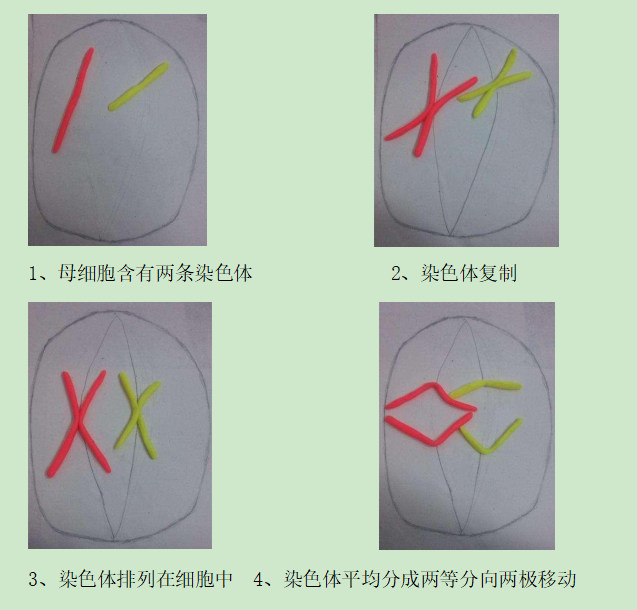 1、母细胞含有两条染色体
2、染色体复制
3、染色体排列在细胞中
4、染色体平均分成两等分向两极移动